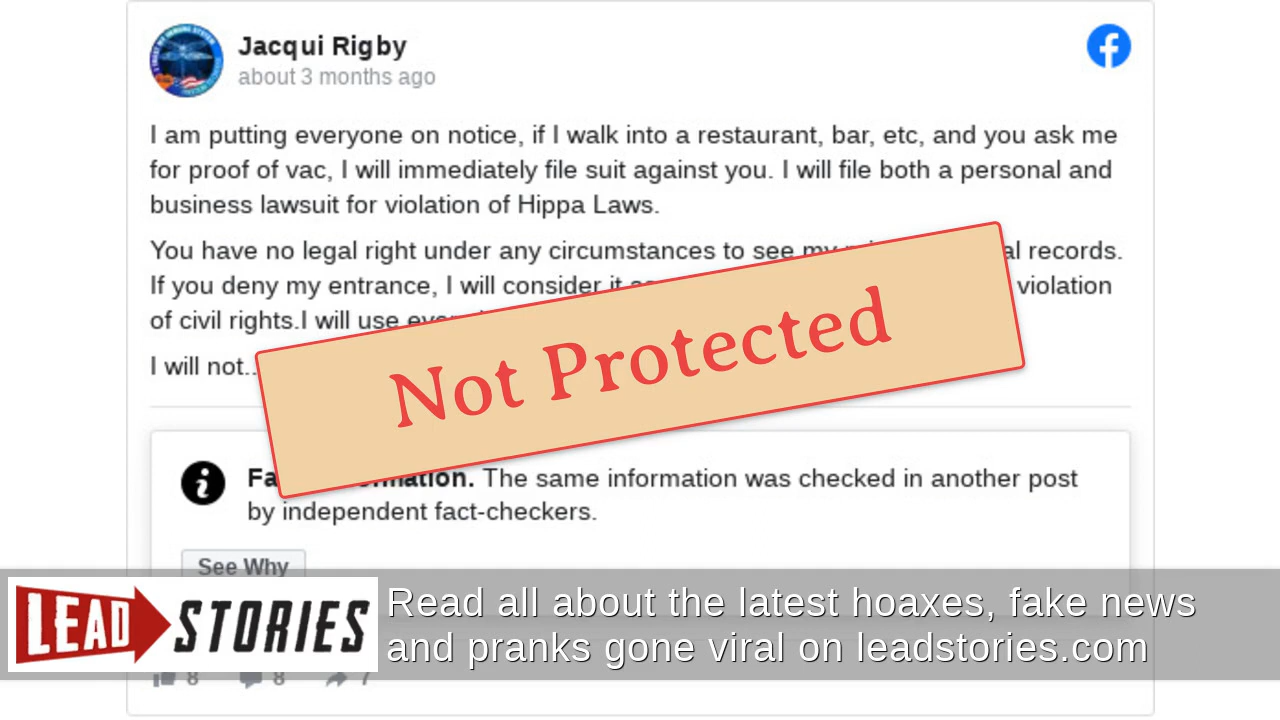 Jacqui Rigby
about 3 months ago
I am putting everyone on notice, if I walk into a restaurant, bar, etc, and you ask me
for proof of vac, I will immediately file suit against you. I will file both a personal and
business lawsuit for violation of Hippa Laws.
You have no legal right under any circumstances to see my records.
If you deny my entrance, I will consider it violation
of civil rights.I will use
I will not..
Not Protected
The same information was checked in another post
by independent fact-checkers.
See Why
LEAD STORIES
Read all about the latest hoaxes, fake news
and pranks gone viral on leadstories.com
8 8 7